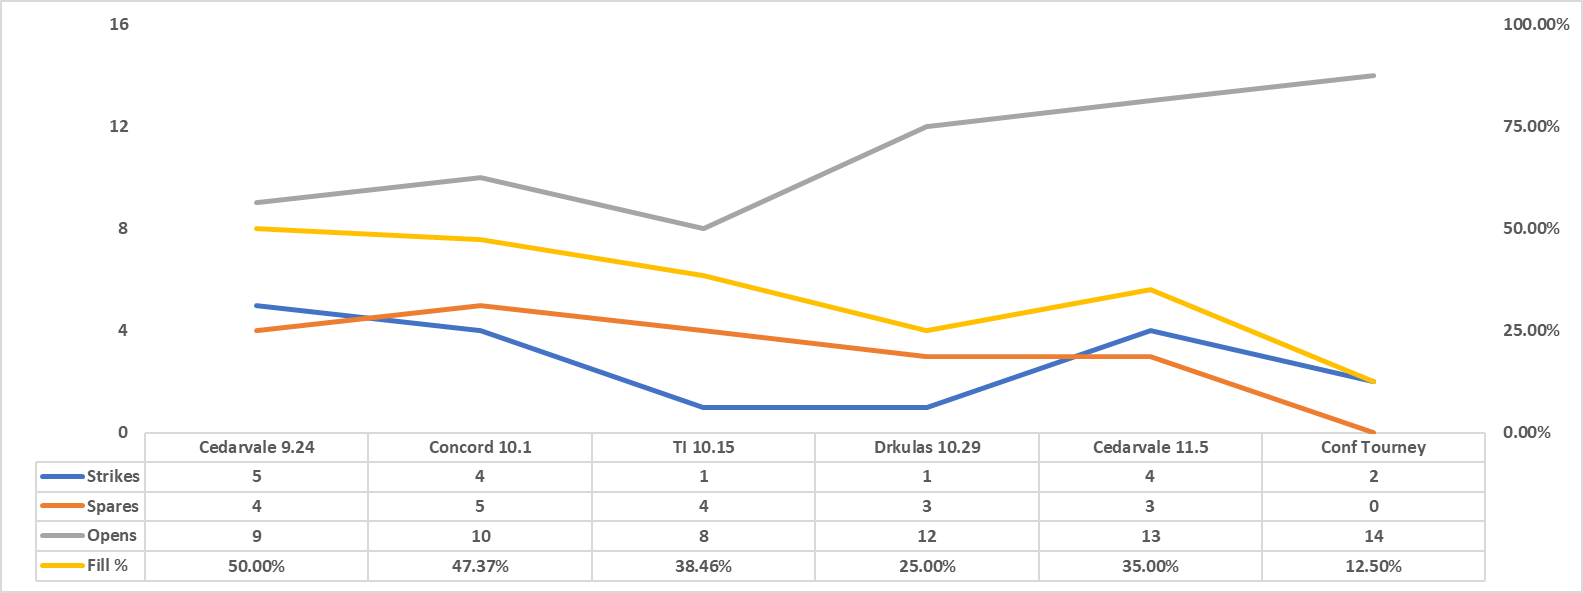 16 100.00%
12 75.00%
8 50.00%
4 25.00%
0 0.00%
Cedarvale 9.24 Concord 10.1 TI 10.15 Drkulas 10.29 Cedarvale 11.5 Conf Tourney
Strikes 5 4 1 1 4 2
Spares 4 5 4 3 3 0
Opens 9 10 8 12 13 14
Fill % 50.00% 47.37% 38.46% 25.00% 35.00% 12.50%